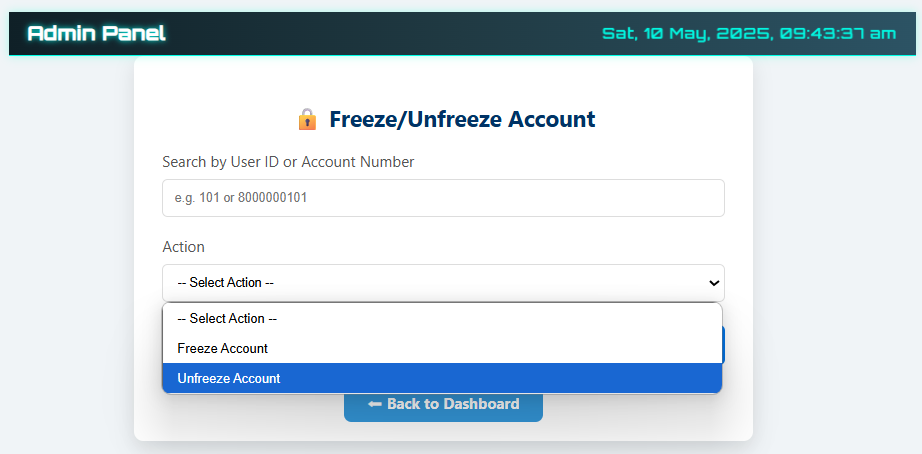 Admin Panel
Sat, 10 May, 2025, 09:43:37 am
Freeze/Unfreeze Account
Search by User ID or Account Number
e.g. 101 or 8000000101
Action
-- Select Action --
-- Select Action --
Freeze Account
Unfreeze Account
⬅ Back to Dashboard